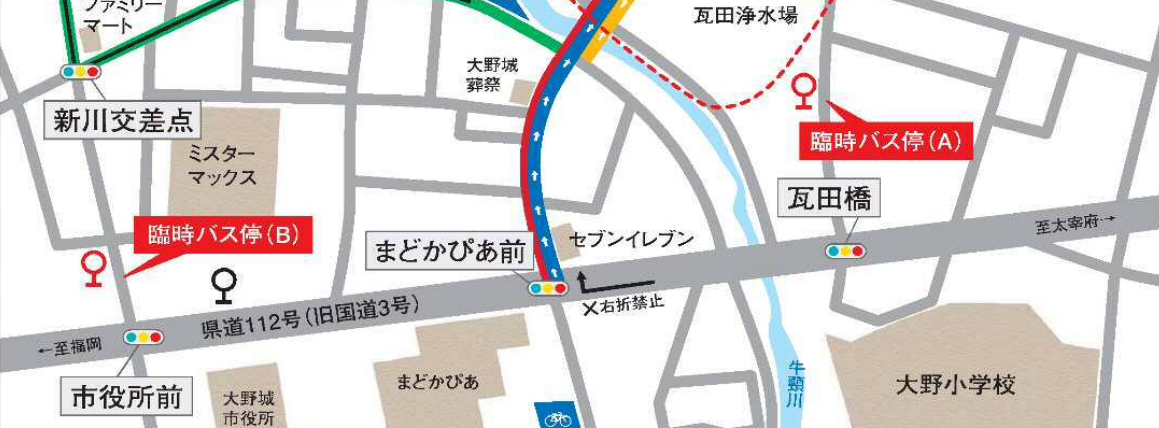 ファミリー
マート
瓦田浄水場
大野城
葬祭
新川交差点
臨時バス停(A)
ミスター
マックス
瓦田橋
臨時バス停(B)
まどかぴあ前
セブンイレブン
至太宰府→
×右折禁止
県道112号(旧国道3号)
←至福岡
市役所前
大野城
市役所
まどかぴあ
牛頸川
大野小学校